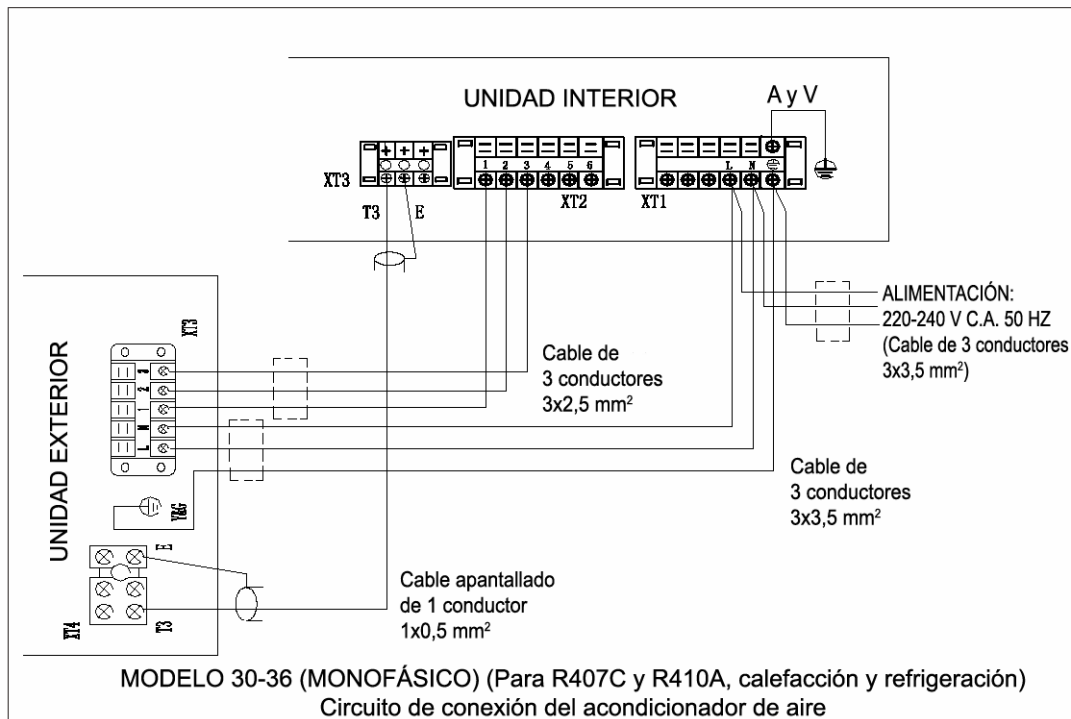 UNIDAD INTERIOR
A y V
1 2 3 4 5 6
L N
XT3
XT2
XT1
T3 E
ALIMENTACIÓN:
220-240 V C.A. 50 HZ
(Cable de 3 conductores
3x3,5 mm²)
UNIDAD EXTERIOR
XT3
3
2
1
N
L
Y&G
E
XT4
T3
Cable de
3 conductores
3x2,5 mm²
Cable de
3 conductores
3x3,5 mm²
Cable apantallado
de 1 conductor
1x0,5 mm²
MODELO 30-36 (MONOFÁSICO) (Para R407C y R410A, calefacción y refrigeración)
Circuito de conexión del acondicionador de aire